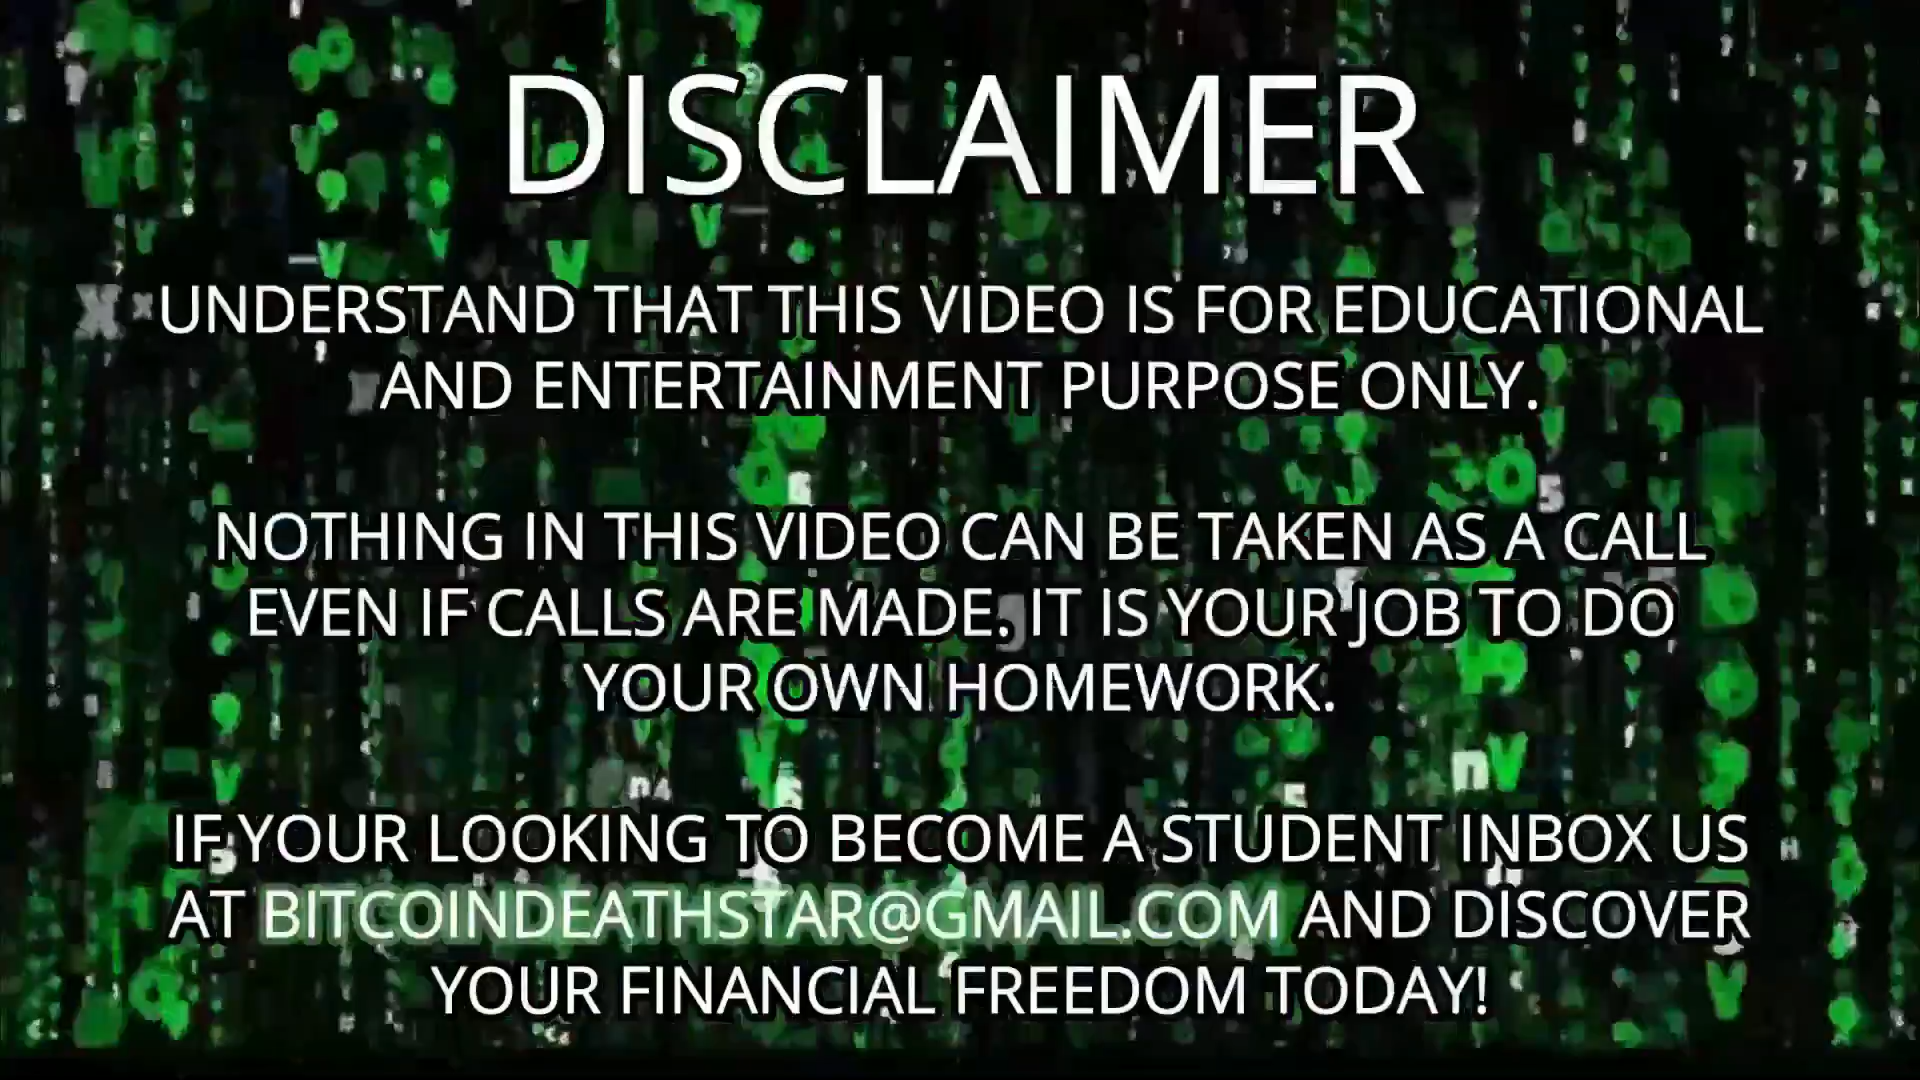 DISCLAIMER
UNDERSTAND THAT THIS VIDEO IS FOR EDUCATIONAL
AND ENTERTAINMENT PURPOSE ONLY.
NOTHING IN THIS VIDEO CAN BE TAKEN AS A CALL
EVEN IF CALLS ARE MADE. IT IS YOUR JOB TO DO
YOUR OWN HOMEWORK.
IF YOUR LOOKING TO BECOME A STUDENT INBOX US
AT BITCOINDEATHSTAR@GMAIL.COM AND DISCOVER
YOUR FINANCIAL FREEDOM TODAY!